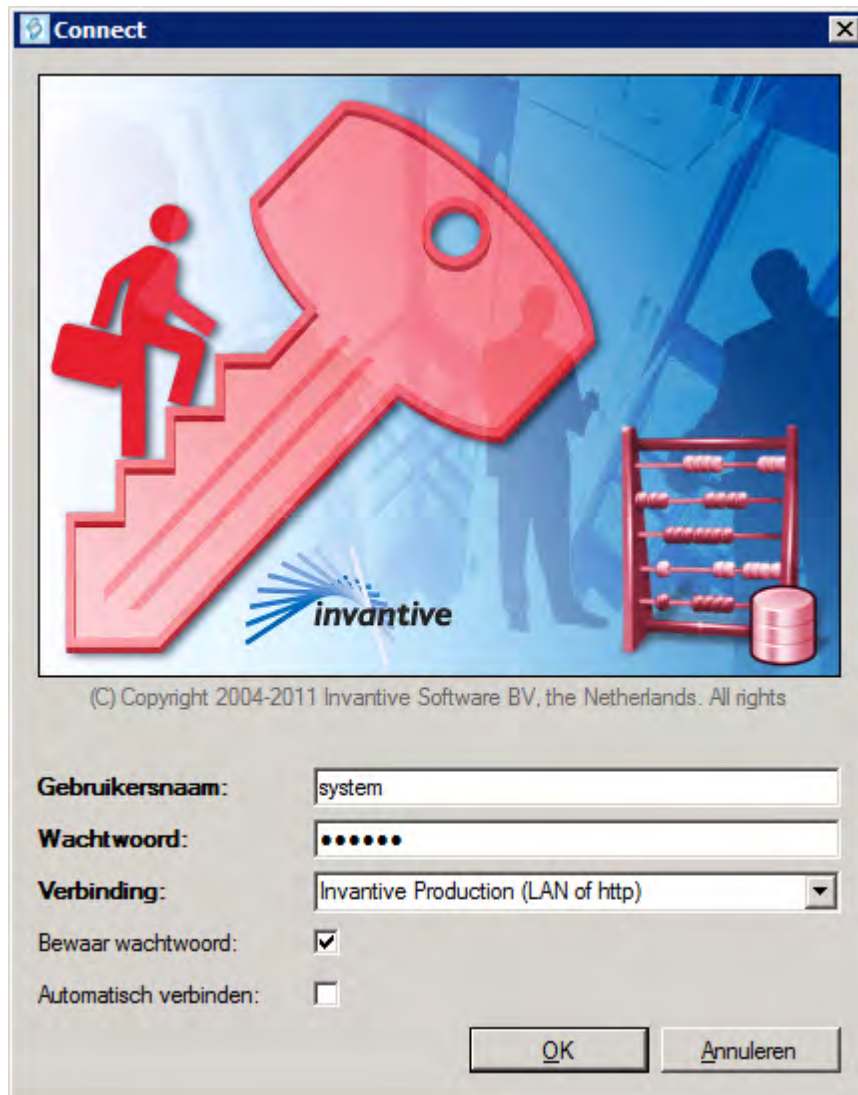 Connect
invantive
(C) Copyright 2004-2011 Invantive Software BV, the Netherlands. All rights
Gebruikersnaam: system
Wachtwoord: ●●●●●●
Verbinding: Invantive Production (LAN of http)
Bewaar wachtwoord:
Automatisch verbinden:
OK Annuleren